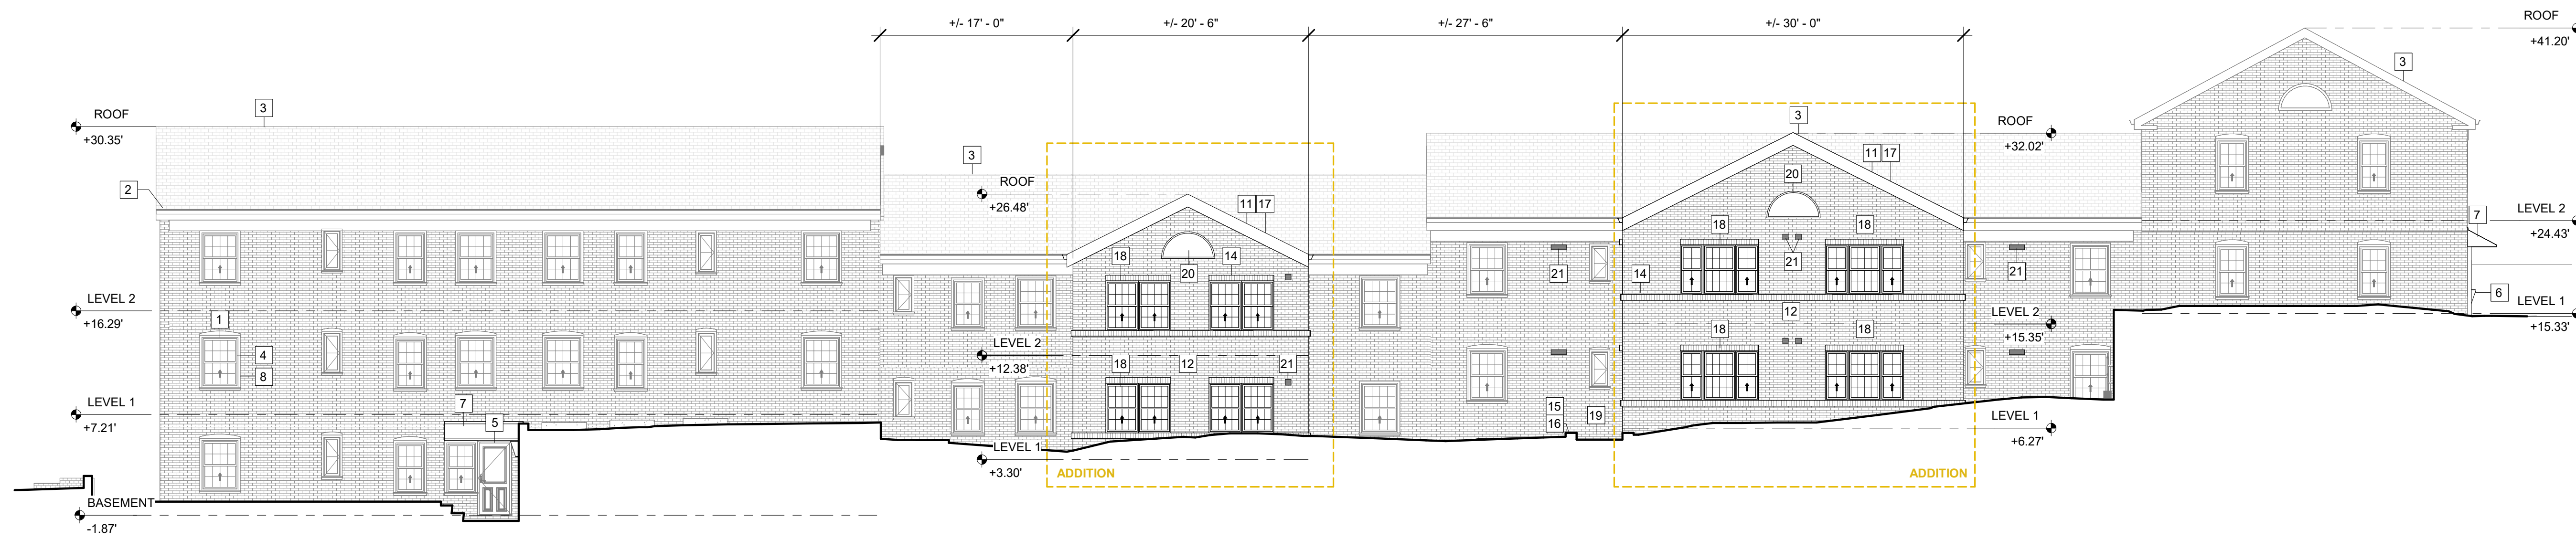 +/- 17' - 0" +/- 20' - 6" +/- 27' - 6" +/- 30' - 0"
ROOF
+41.20'
3
3
ROOF
+30.35'
3
ROOF
+32.02'
3
11 17
20
2
ROOF
+26.48'
11 17
18
18
7
LEVEL 2
+24.43'
18
14
20
21
21
21
14
6
LEVEL 2
+16.29'
1
LEVEL 1
+15.33'
12
LEVEL 2
+15.35'
18
18
4
8
LEVEL 2
+12.38'
18
12
21
LEVEL 1
+7.21'
7
5
15
16
19
LEVEL 1
+6.27'
LEVEL 1
+3.30'
ADDITION
ADDITION
BASEMENT
-1.87'